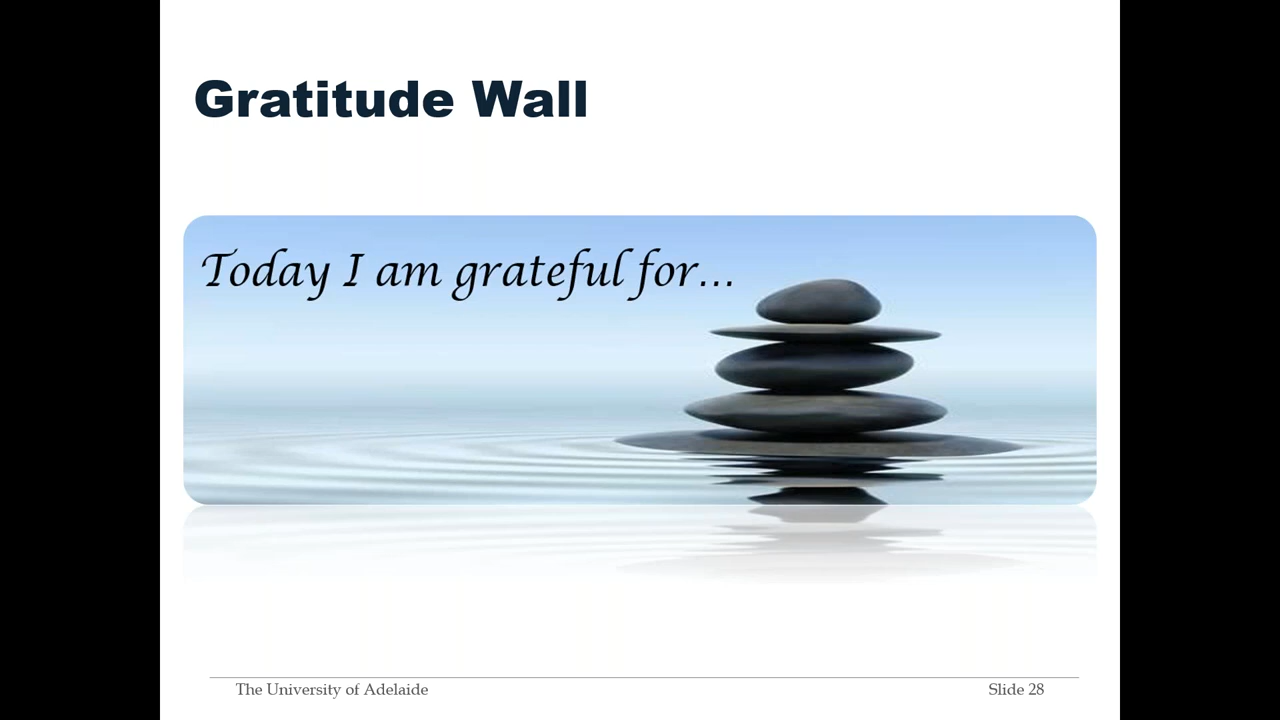 Gratitude Wall
Today I am grateful for...
The University of Adelaide
Slide 28